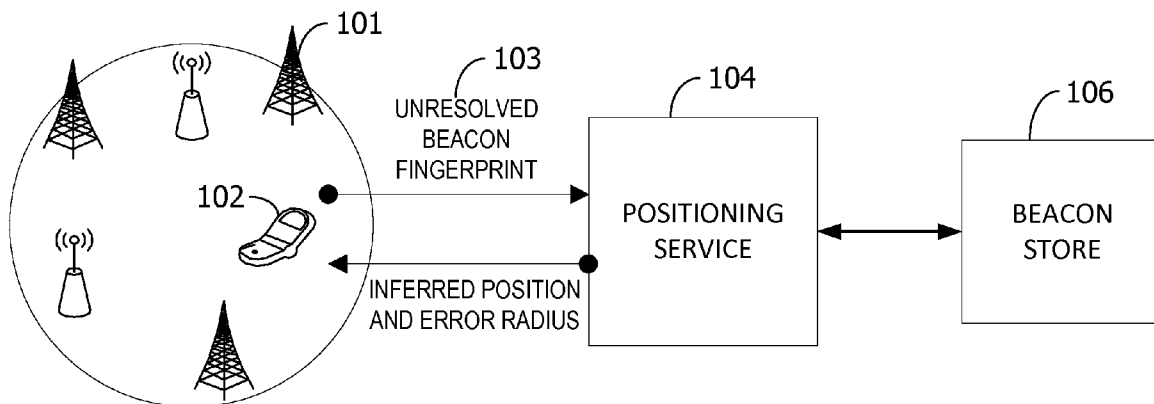 101
103
104
106
UNRESOLVED
BEACON
FINGERPRINT
102
POSITIONING
SERVICE
BEACON
STORE
INFERRED POSITION
AND ERROR RADIUS